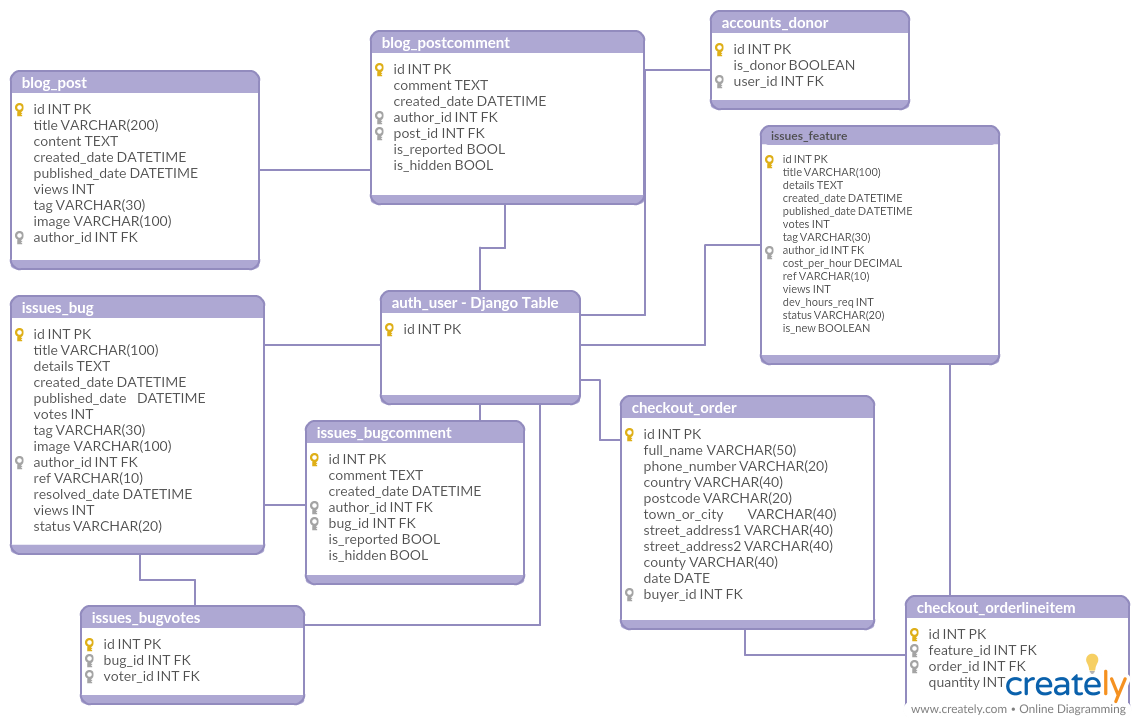 blog_post
id INT PK
title VARCHAR(200)
content TEXT
created_date DATETIME
published_date DATETIME
views INT
tag VARCHAR(30)
image VARCHAR(100)
author_id INT FK
blog_postcomment
id INT PK
comment TEXT
created_date DATETIME
author_id INT FK
post_id INT FK
is_reported BOOL
is_hidden BOOL
accounts_donor
id INT PK
is_donor BOOLEAN
user_id INT FK
issues_feature
id INT PK
title VARCHAR(100)
details TEXT
created_date DATETIME
published_date DATETIME
votes INT
tag VARCHAR(30)
author_id INT FK
cost_per_hour DECIMAL
ref VARCHAR(10)
views INT
dev_hours_req INT
status VARCHAR(20)
is_new BOOLEAN
issues_bug
id INT PK
title VARCHAR(100)
details TEXT
created_date DATETIME
published_date DATETIME
votes INT
tag VARCHAR(30)
image VARCHAR(100)
author_id INT FK
ref VARCHAR(10)
resolved_date DATETIME
views INT
status VARCHAR(20)
auth_user - Django Table
id INT PK
issues_bugcomment
id INT PK
comment TEXT
created_date DATETIME
author_id INT FK
bug_id INT FK
is_reported BOOL
is_hidden BOOL
checkout_order
id INT PK
full_name VARCHAR(50)
phone_number VARCHAR(20)
country VARCHAR(40)
postcode VARCHAR(20)
town_or_city VARCHAR(40)
street_address1 VARCHAR(40)
street_address2 VARCHAR(40)
county VARCHAR(40)
date DATE
buyer_id INT FK
issues_bugvotes
id INT PK
bug_id INT FK
voter_id INT FK
checkout_orderlineitem
id INT PK
feature_id INT FK
order_id INT FK
quantity INT
creately
www.creately.com • Online Diagramming